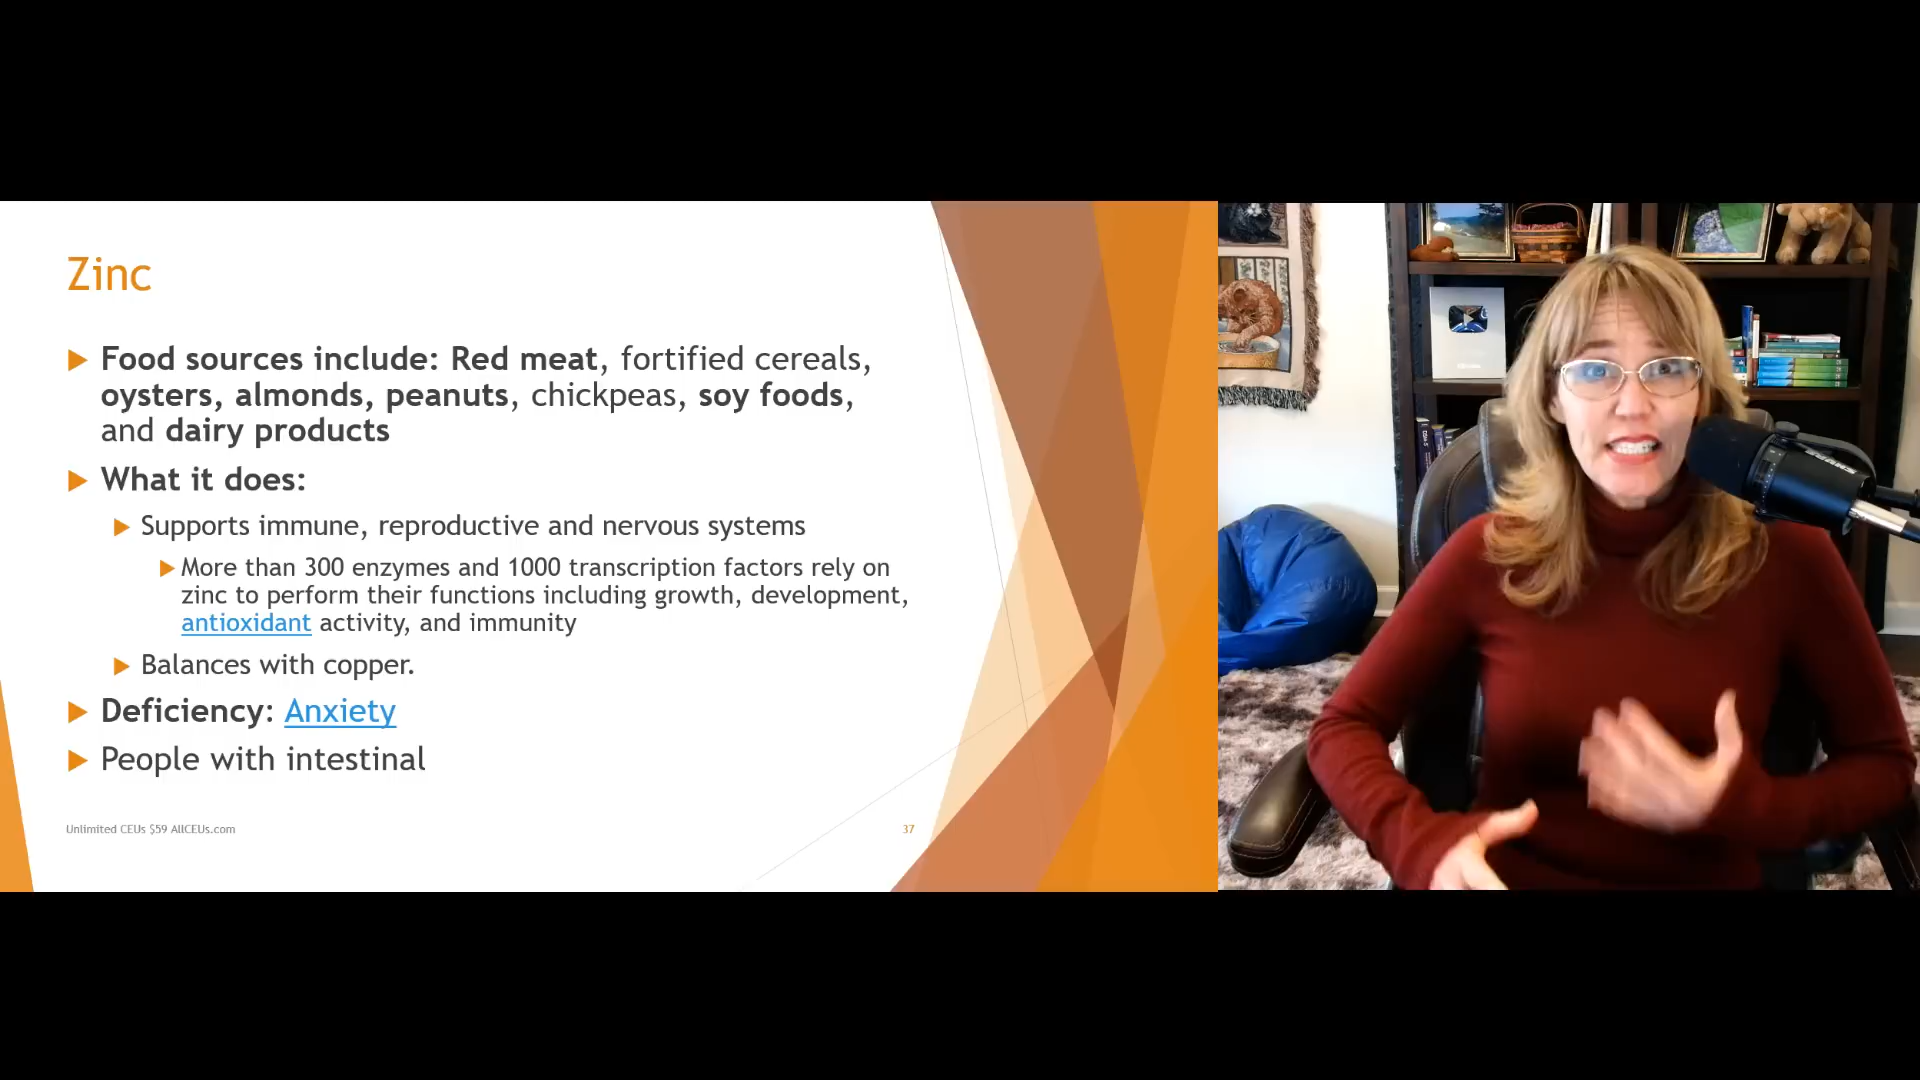 Zinc
Food sources include: Red meat, fortified cereals,
oysters, almonds, peanuts, chickpeas, soy foods,
and dairy products
What it does:
Supports immune, reproductive and nervous systems
More than 300 enzymes and 1000 transcription factors rely on
zinc to perform their functions including growth, development,
antioxidant activity, and immunity
Balances with copper.
Deficiency: Anxiety
People with intestinal
Unlimited CEUs $59 AllCEUs.com
37
SHURE